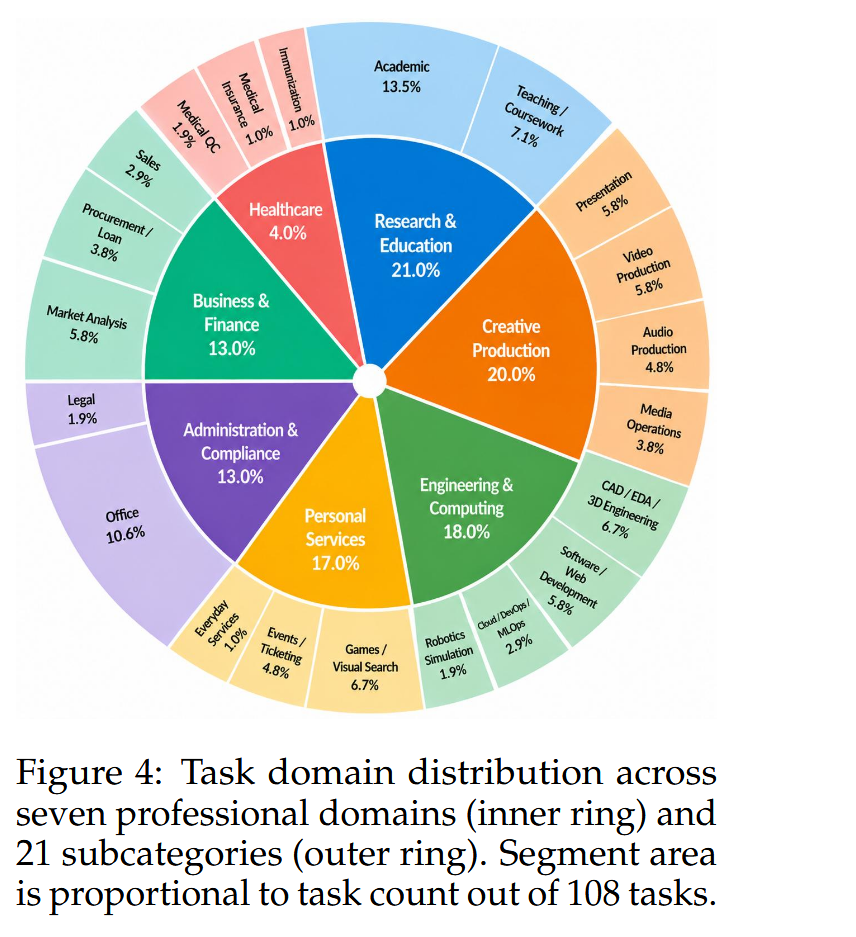 Academic
13.5%
Teaching /
Coursework
7.1%
Presentation
5.8%
Video
Production
5.8%
Audio
Production
4.8%
Media
Operations
3.8%
CAD / EDA /
3D Engineering
6.7%
Software /
Web
Development
5.8%
Cloud / DevOps /
MLOps
2.9%
Robotics
Simulation
1.9%
Games /
Visual Search
6.7%
Events /
Ticketing
4.8%
Everyday
Services
1.0%
Office
10.6%
Legal
1.9%
Market Analysis
5.8%
Procurement /
Loan
3.8%
Sales
2.9%
Medical QC
1.9%
Medical
Insurance
1.0%
Immunization
1.0%
Research &
Education
21.0%
Creative
Production
20.0%
Engineering &
Computing
18.0%
Personal
Services
17.0%
Administration &
Compliance
13.0%
Business &
Finance
13.0%
Healthcare
4.0%
Figure 4: Task domain distribution across
seven professional domains (inner ring) and
21 subcategories (outer ring). Segment area
is proportional to task count out of 108 tasks.